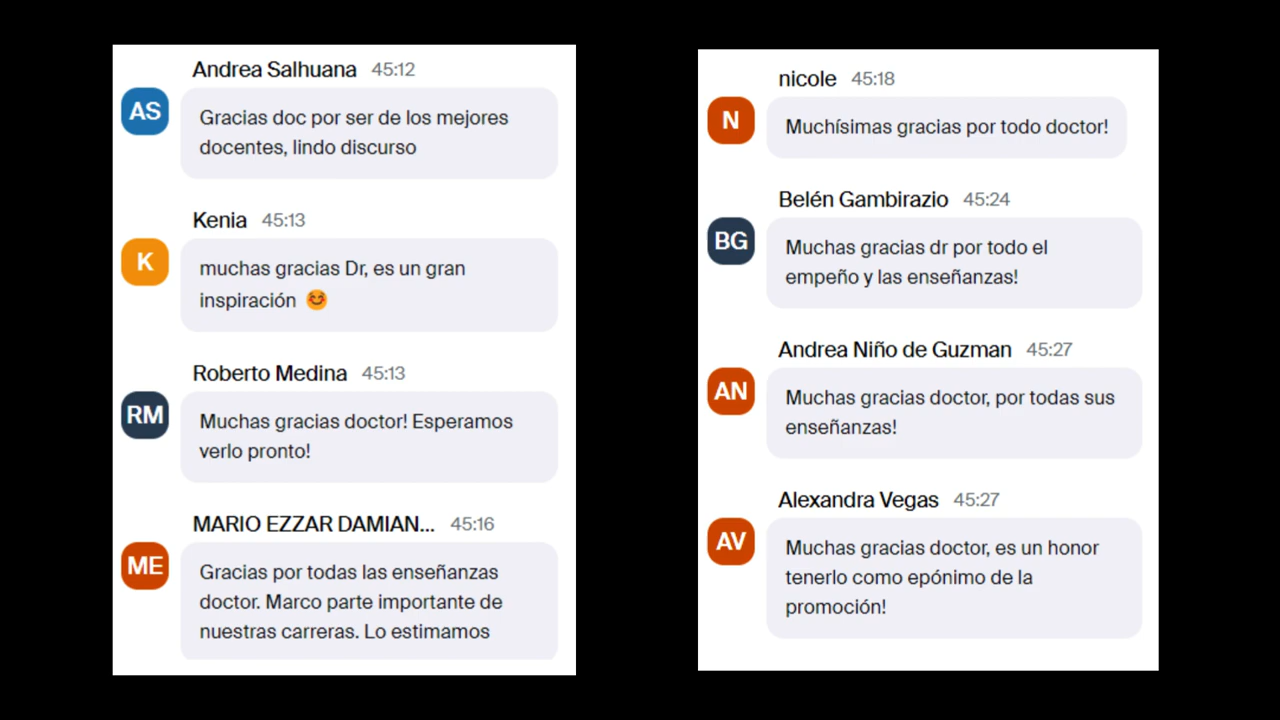 Andrea Salhuana 45:12
AS
Gracias doc por ser de los mejores
docentes, lindo discurso
Kenia 45:13
K
muchas gracias Dr, es un gran
inspiración 😊
Roberto Medina 45:13
RM
Muchas gracias doctor! Esperamos
verlo pronto!
MARIO EZZAR DAMIAN... 45:16
ME
Gracias por todas las enseñanzas
doctor. Marco parte importante de
nuestras carreras. Lo estimamos
nicole 45:18
N
Muchísimas gracias por todo doctor!
Belén Gambirazio 45:24
BG
Muchas gracias dr por todo el
empeño y las enseñanzas!
Andrea Niño de Guzman 45:27
AN
Muchas gracias doctor, por todas sus
enseñanzas!
Alexandra Vegas 45:27
AV
Muchas gracias doctor, es un honor
tenerlo como epónimo de la
promoción!